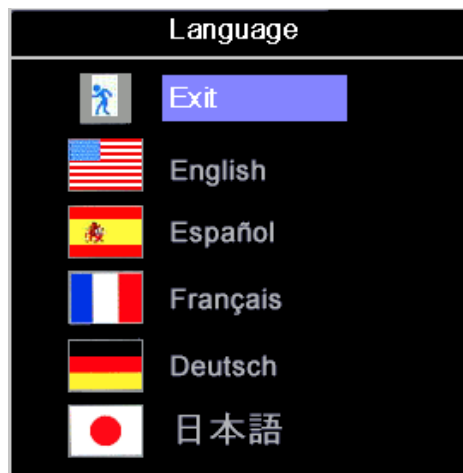 Language
Exit
English
Español
Français
Deutsch
日本語